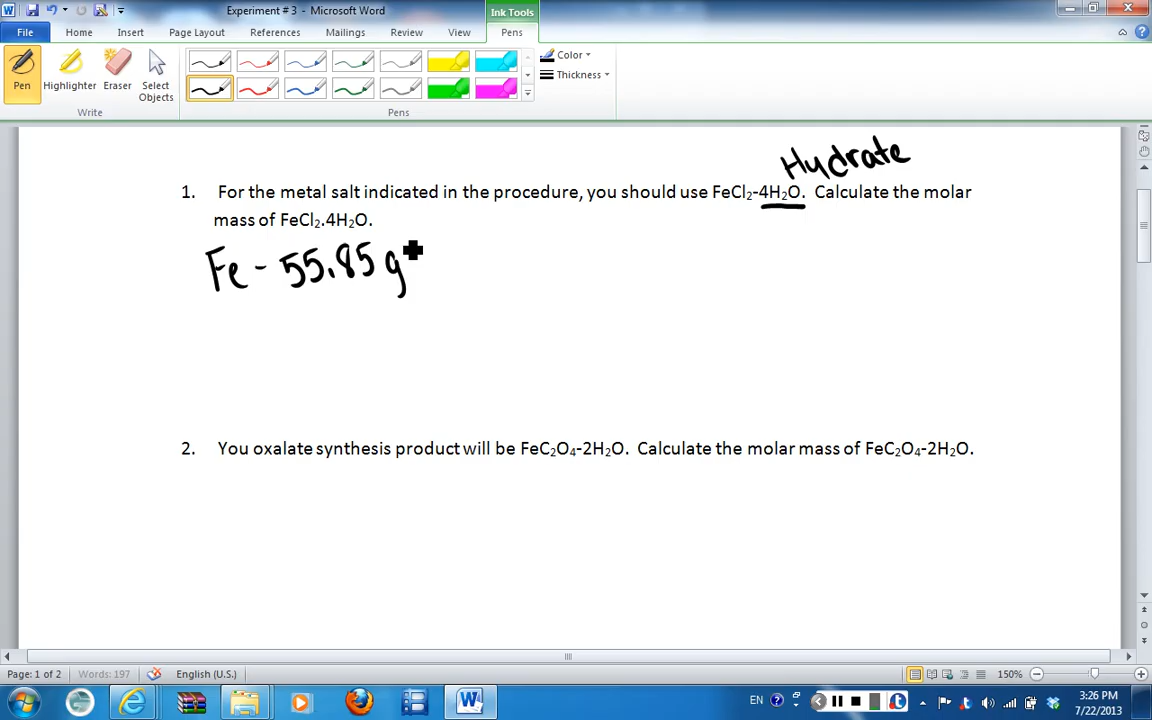 Experiment # 3 - Microsoft Word
Ink Tools
File Home Insert Page Layout References Mailings Review View Pens
Pen Highlighter Eraser Select Objects
Color
Thickness
Write Pens
Hydrate
1. For the metal salt indicated in the procedure, you should use FeCl₂-4H₂O. Calculate the molar
mass of FeCl₂.4H₂O.
Fe - 55.85 g
2. You oxalate synthesis product will be FeC₂O₄-2H₂O. Calculate the molar mass of FeC₂O₄-2H₂O.
Page: 1 of 2 Words: 197 English (U.S.) 150%
EN 3:26 PM
7/22/2013